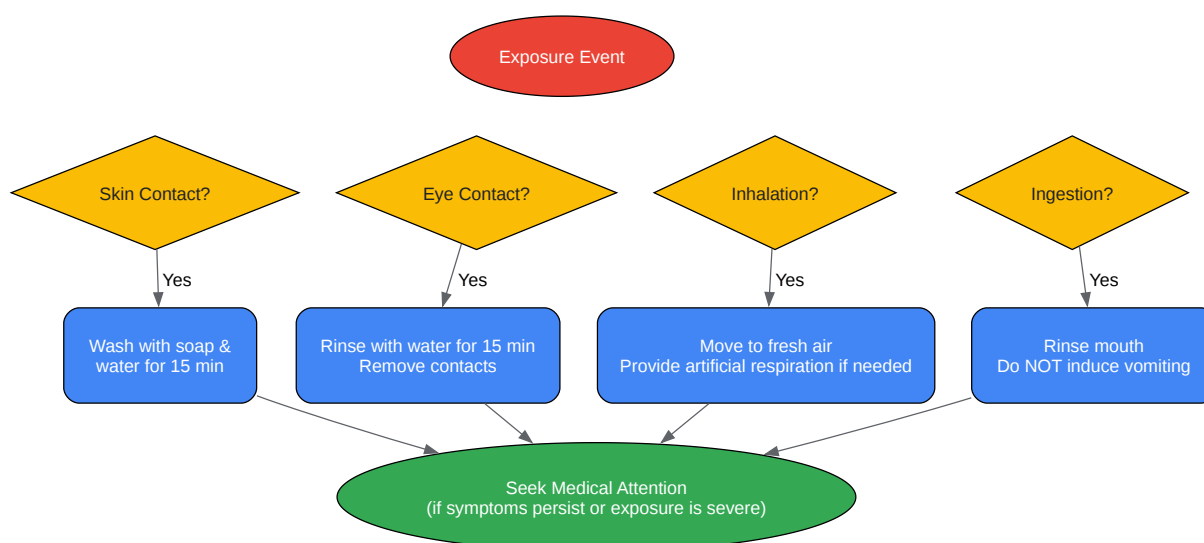 Exposure Event
Skin Contact?
Eye Contact?
Inhalation?
Ingestion?
Yes
Yes
Yes
Yes
Wash with soap &
water for 15 min
Rinse with water for 15 min
Remove contacts
Move to fresh air
Provide artificial respiration if needed
Rinse mouth
Do NOT induce vomiting
Seek Medical Attention
(if symptoms persist or exposure is severe)